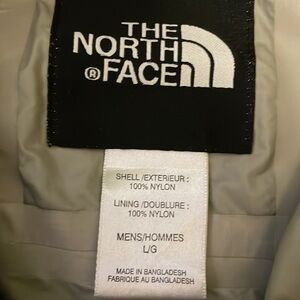 THE
NORTH
® FACE
SHELL /EXTERIEUR :
100% NYLON
LINING /DOUBLURE :
100% NYLON
MENS/HOMMES
L/G
MADE IN BANGLADESH
FABRIQUE AU BANGLADESH